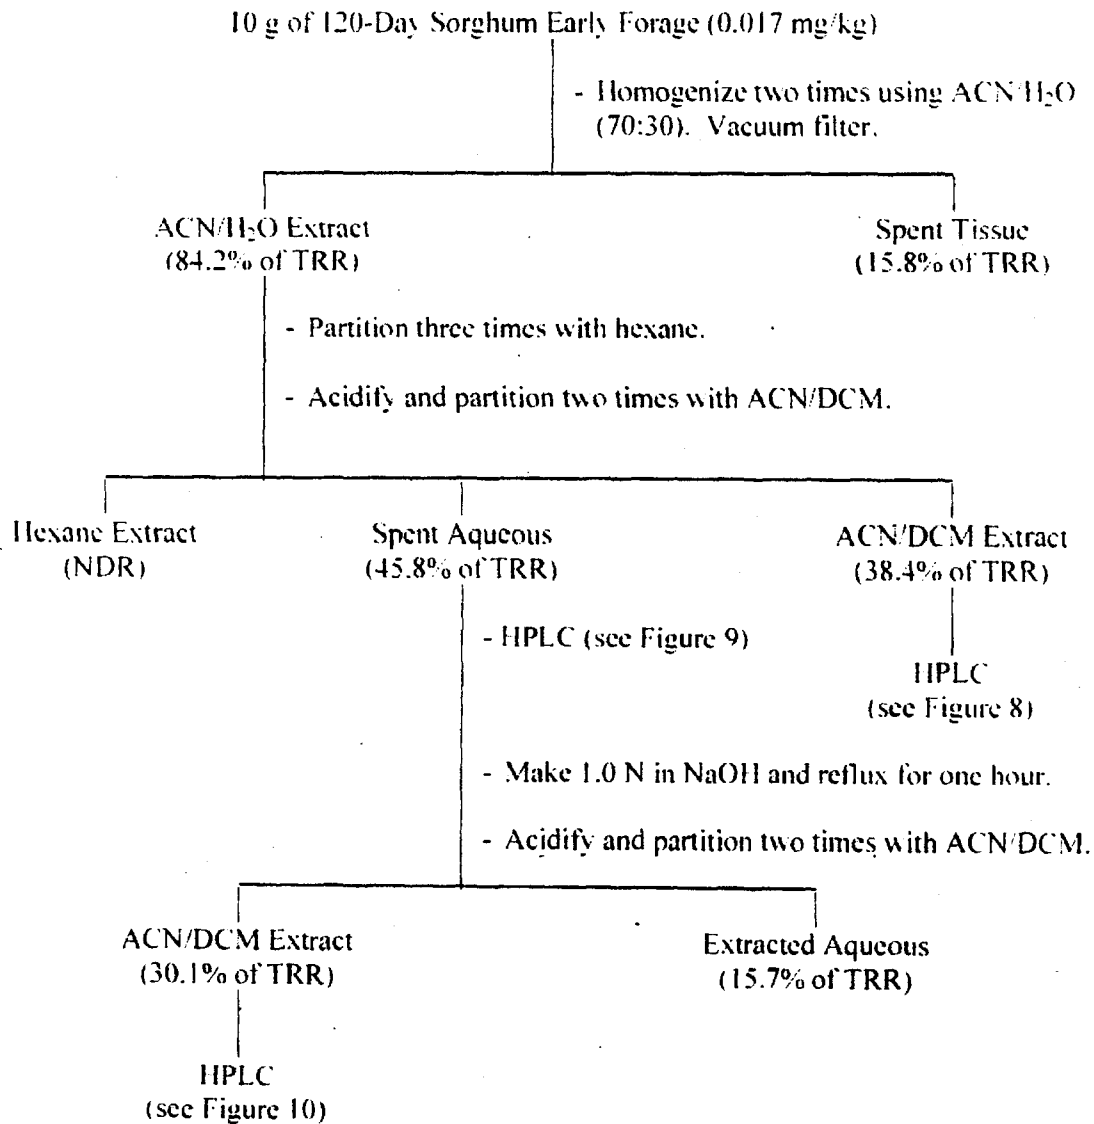 10 g of 120-Day Sorghum Early Forage (0.017 mg/kg)
- Homogenize two times using ACN/H₂O
(70:30). Vacuum filter.
ACN/H₂O Extract
(84.2% of TRR)
Spent Tissue
(15.8% of TRR)
- Partition three times with hexane.
- Acidify and partition two times with ACN/DCM.
Hexane Extract
(NDR)
Spent Aqueous
(45.8% of TRR)
ACN/DCM Extract
(38.4% of TRR)
- HPLC (see Figure 9)
HPLC
(see Figure 8)
- Make 1.0 N in NaOH and reflux for one hour.
- Acidify and partition two times with ACN/DCM.
ACN/DCM Extract
(30.1% of TRR)
Extracted Aqueous
(15.7% of TRR)
HPLC
(see Figure 10)